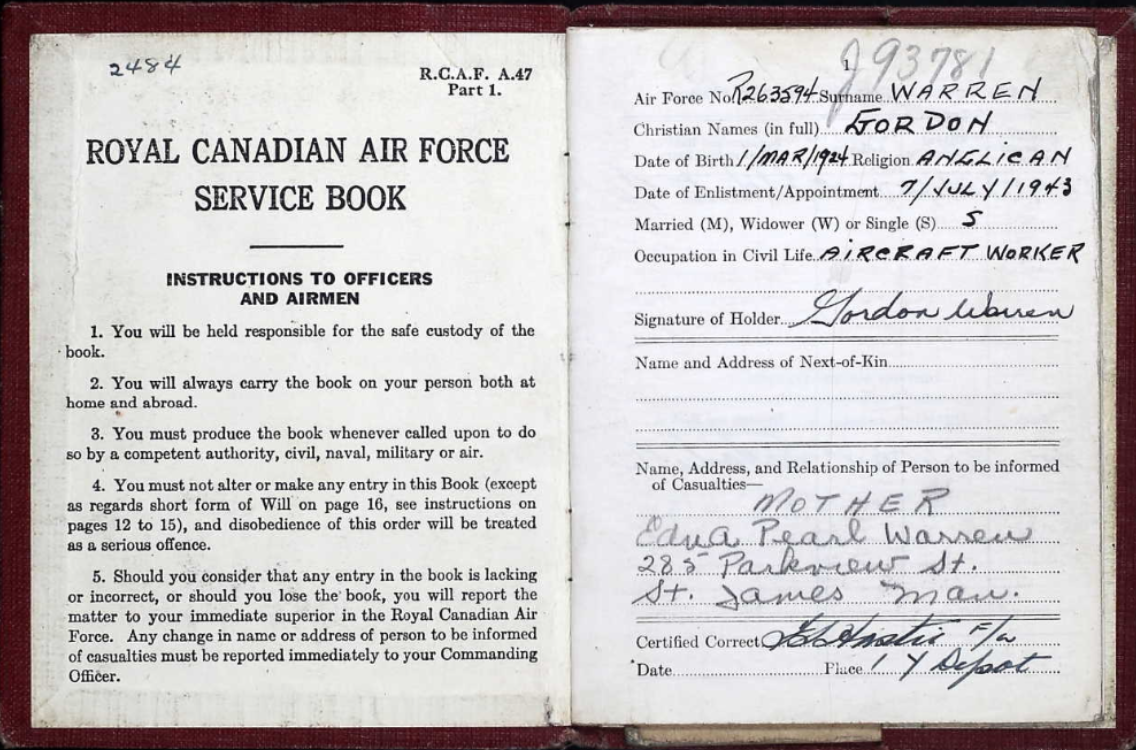 2484
R.C.A.F. A.47
Part 1.
ROYAL CANADIAN AIR FORCE
SERVICE BOOK
INSTRUCTIONS TO OFFICERS
AND AIRMEN
1. You will be held responsible for the safe custody of the
book.
2. You will always carry the book on your person both at
home and abroad.
3. You must produce the book whenever called upon to do
so by a competent authority, civil, naval, military or air.
4. You must not alter or make any entry in this Book (except
as regards short form of Will on page 16, see instructions on
pages 12 to 15), and disobedience of this order will be treated
as a serious offence.
5. Should you consider that any entry in the book is lacking
or incorrect, or should you lose the book, you will report the
matter to your immediate superior in the Royal Canadian Air
Force. Any change in name or address of person to be informed
of casualties must be reported immediately to your Commanding
Officer.
J93781
1
Air Force No. R263594 Surname WARREN
Christian Names (in full) GORDON
Date of Birth 1/MAR/1924 Religion ANGLICAN
Date of Enlistment/Appointment 7/JULY/1943
Married (M), Widower (W) or Single (S) S
Occupation in Civil Life AIRCRAFT WORKER
Signature of Holder Gordon Warren
Name and Address of Next-of-Kin
Name, Address, and Relationship of Person to be informed
of Casualties—
MOTHER
Edna Pearl Warren
285 Parkview St.
St. James Man.
Certified Correct
Date Place 1 Y Depot